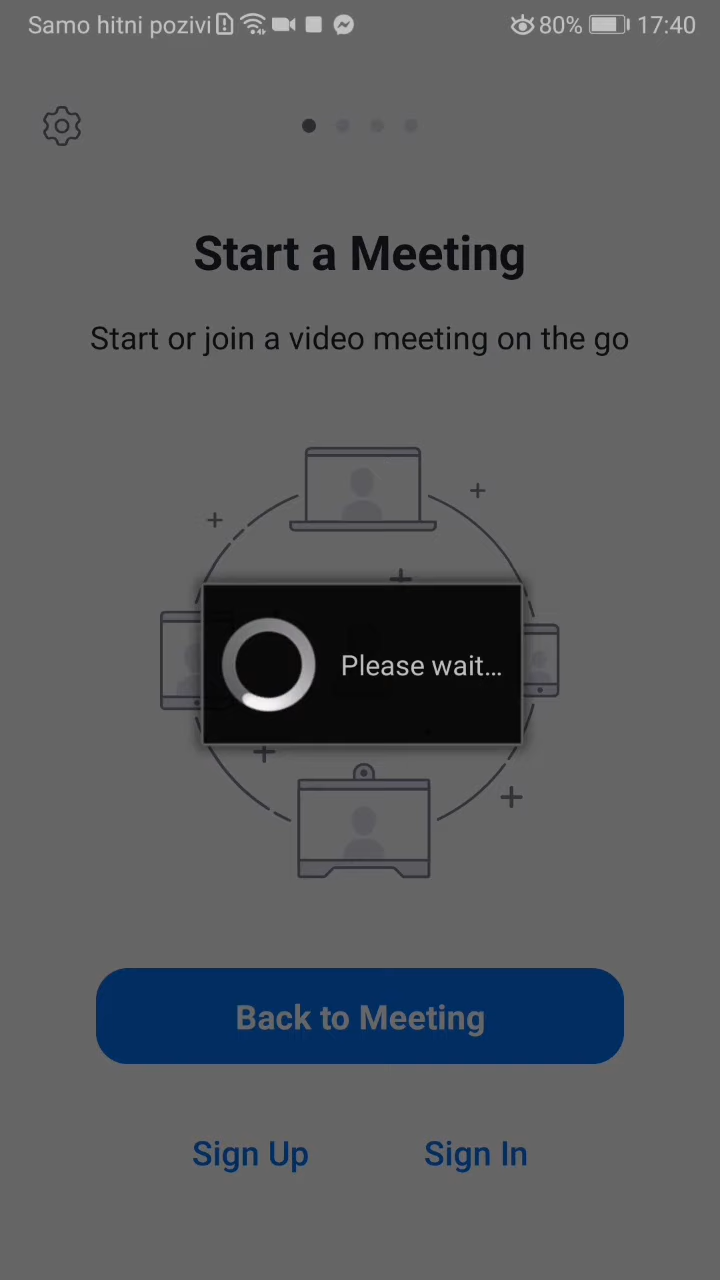 Samo hitni pozivi 80% 17:40
Start a Meeting
Start or join a video meeting on the go
Please wait...
Back to Meeting
Sign Up Sign In